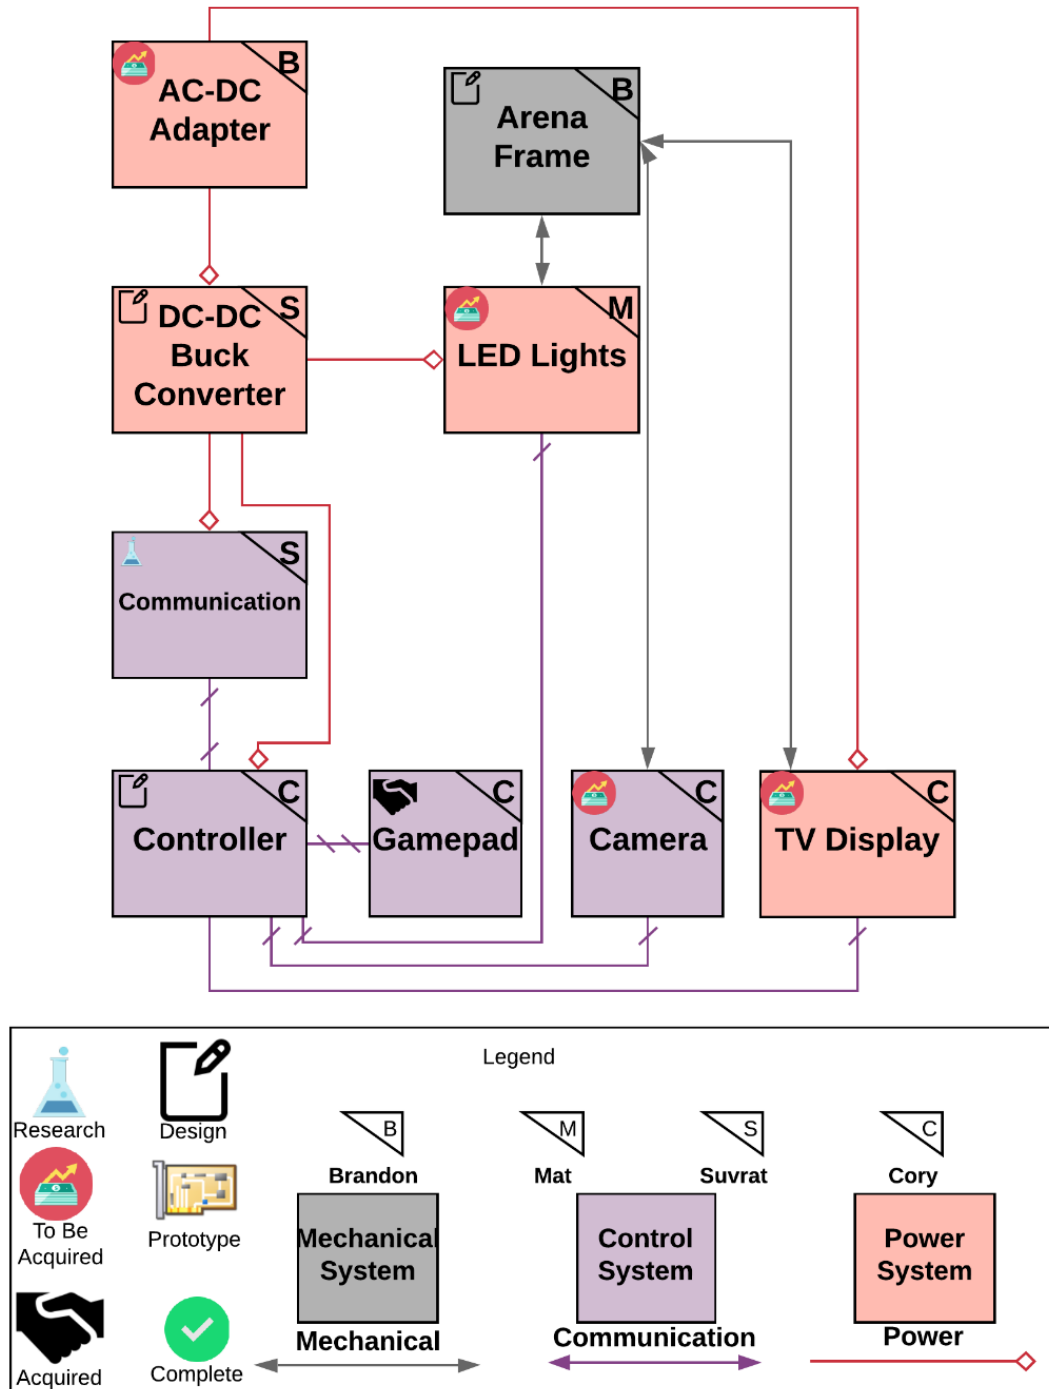 B
AC-DC
Adapter
B
Arena
Frame
S
DC-DC
Buck
Converter
M
LED Lights
S
Communication
C
Controller
C
Gamepad
C
Camera
C
TV Display
Legend
Research
Design
To Be
Acquired
Prototype
Acquired
Complete
B
Brandon
M
Mat
S
Suvrat
C
Cory
Mechanical
System
Control
System
Power
System
Mechanical
Communication
Power